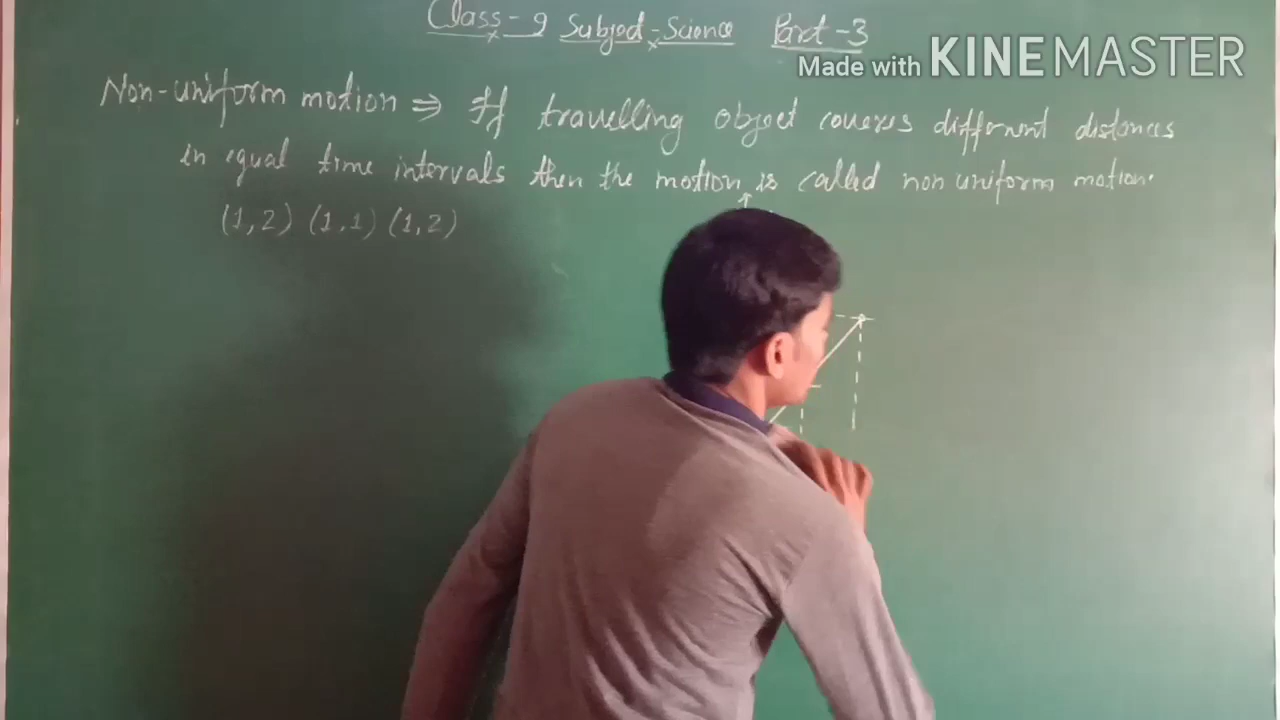 Class-9 Subject-Science Part-3
Made with KINEMASTER
Non-uniform motion ⇒ If travelling object coveres different distances
in equal time intervals then the motion is called non uniform motion.
(1,2) (1,1) (1,2)